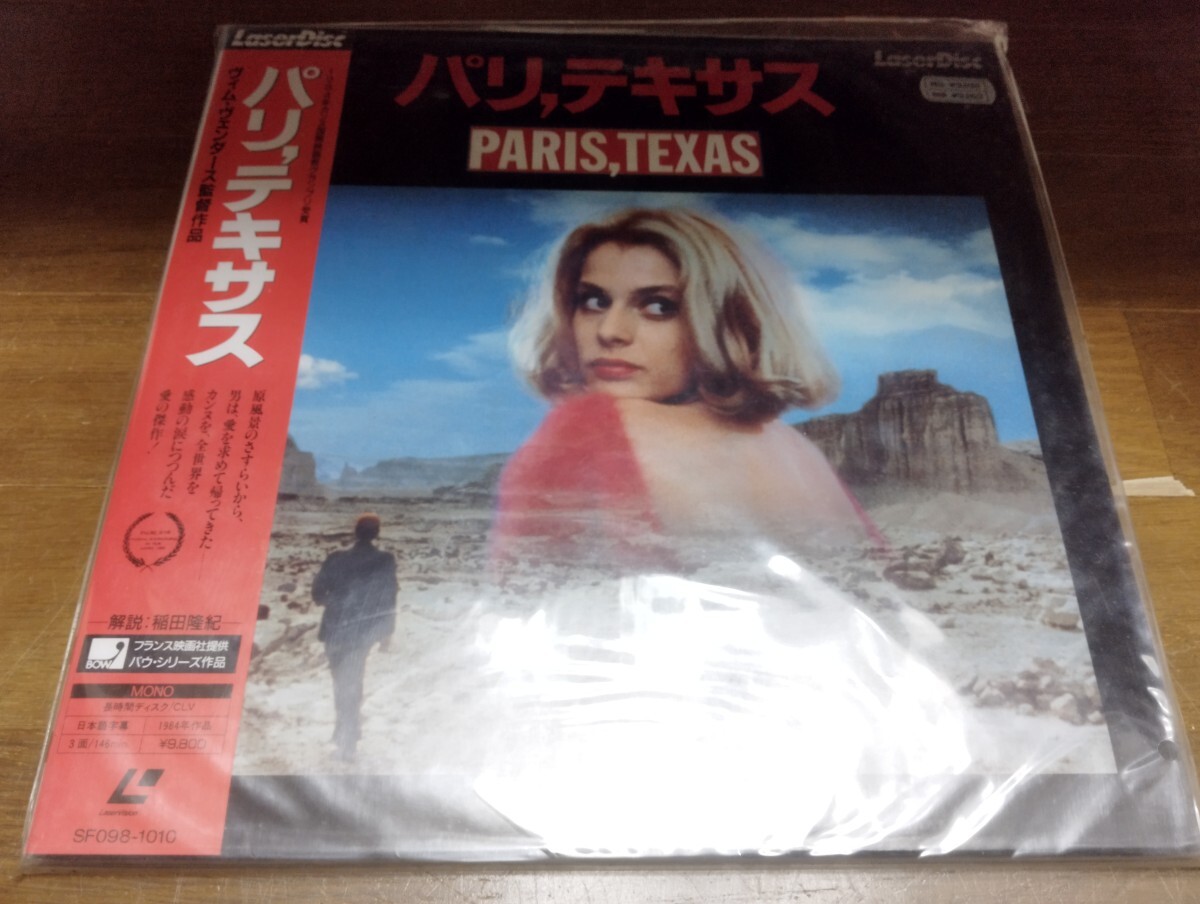 LaserDisc
パリ,テキサス
ヴィム・ヴェンダース監督作品
原風景のさすらいから、
男は、愛を求めて帰ってきた……
カンヌを、全世界を
感動の涙につつんだ
愛の傑作!
解説:稲田隆紀
BOW
フランス映画社提供
バウ・シリーズ作品
MONO
長時間ディスク/CLV
日本語字幕
1984年作品
3面/146min
¥9,800
LaserVision
SF098-1010
パリ,テキサス
PARIS,TEXAS
LaserDisc